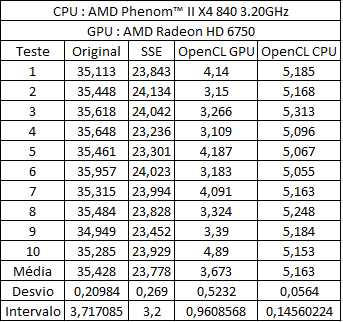 CPU : AMD Phenom™ II X4 840 3.20GHz
GPU : AMD Radeon HD 6750
Teste Original SSE OpenCL GPU OpenCL CPU
1 35,113 23,843 4,14 5,185
2 35,448 24,134 3,15 5,168
3 35,618 24,042 3,266 5,313
4 35,648 23,236 3,109 5,096
5 35,461 23,301 4,187 5,067
6 35,957 24,023 3,183 5,055
7 35,315 23,994 4,091 5,163
8 35,484 23,828 3,324 5,248
9 34,949 23,452 3,39 5,184
10 35,285 23,929 4,89 5,153
Média 35,428 23,778 3,673 5,163
Desvio 0,20984 0,269 0,5232 0,0564
Intervalo 3,717085 3,2 0,9608568 0,14560224